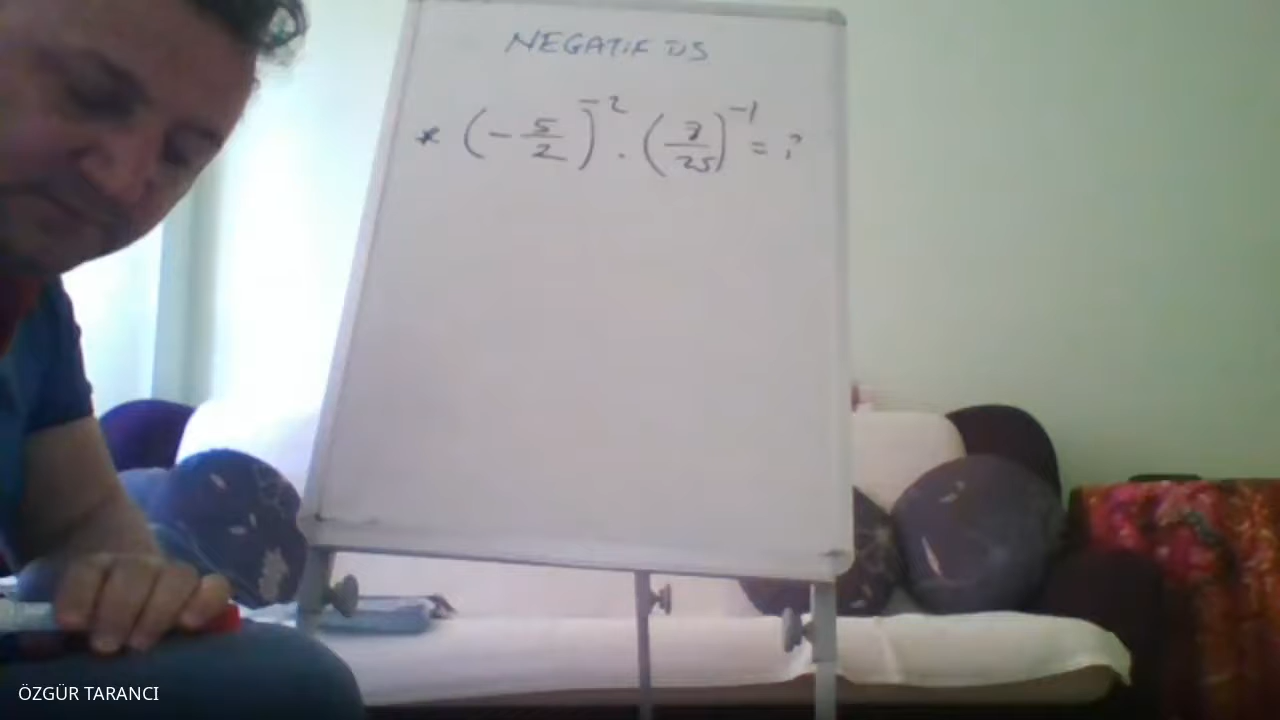 NEGATİF ÜS
* (-5/2)^-2 . (7/25)^-1 = ?
ÖZGÜR TARANCI